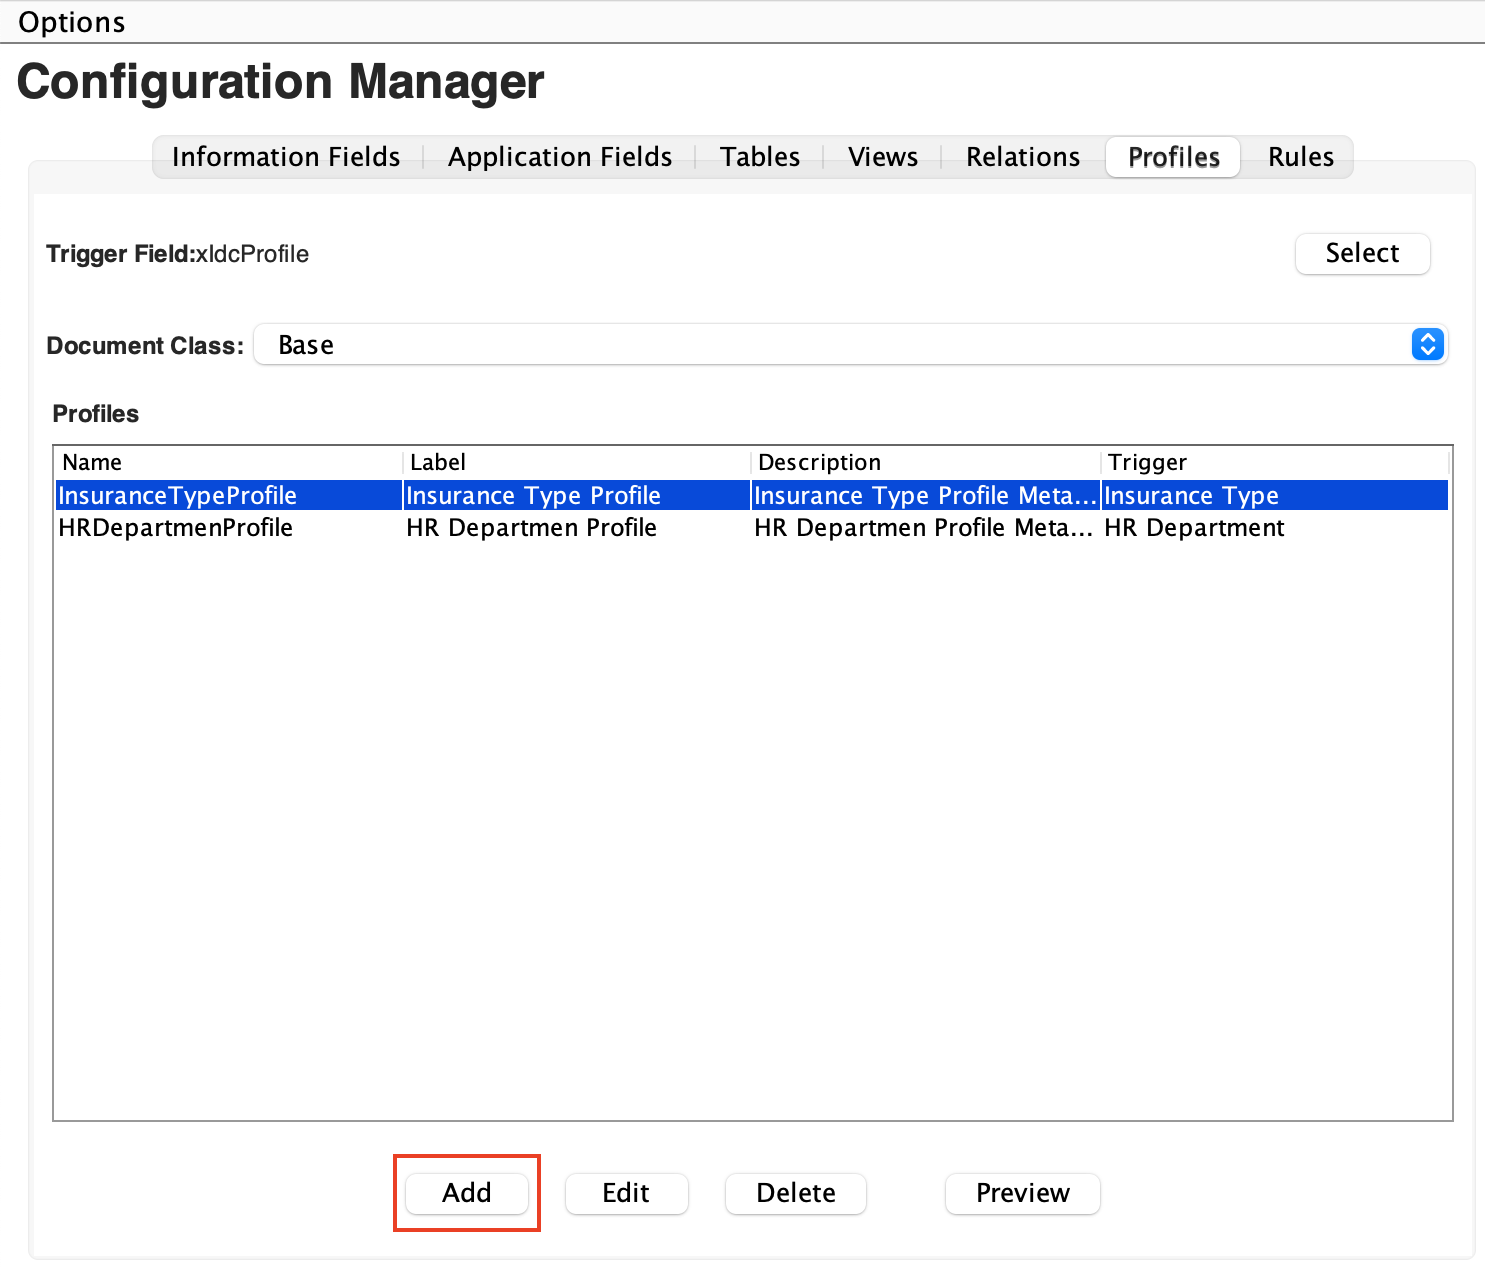 Options
Configuration Manager
Information Fields Application Fields Tables Views Relations Profiles Rules
Trigger Field:xIdcProfile Select
Document Class: Base
Profiles
Name Label Description Trigger
InsuranceTypeProfile Insurance Type Profile Insurance Type Profile Meta... Insurance Type
HRDepartmenProfile HR Departmen Profile HR Departmen Profile Meta... HR Department
Add Edit Delete Preview